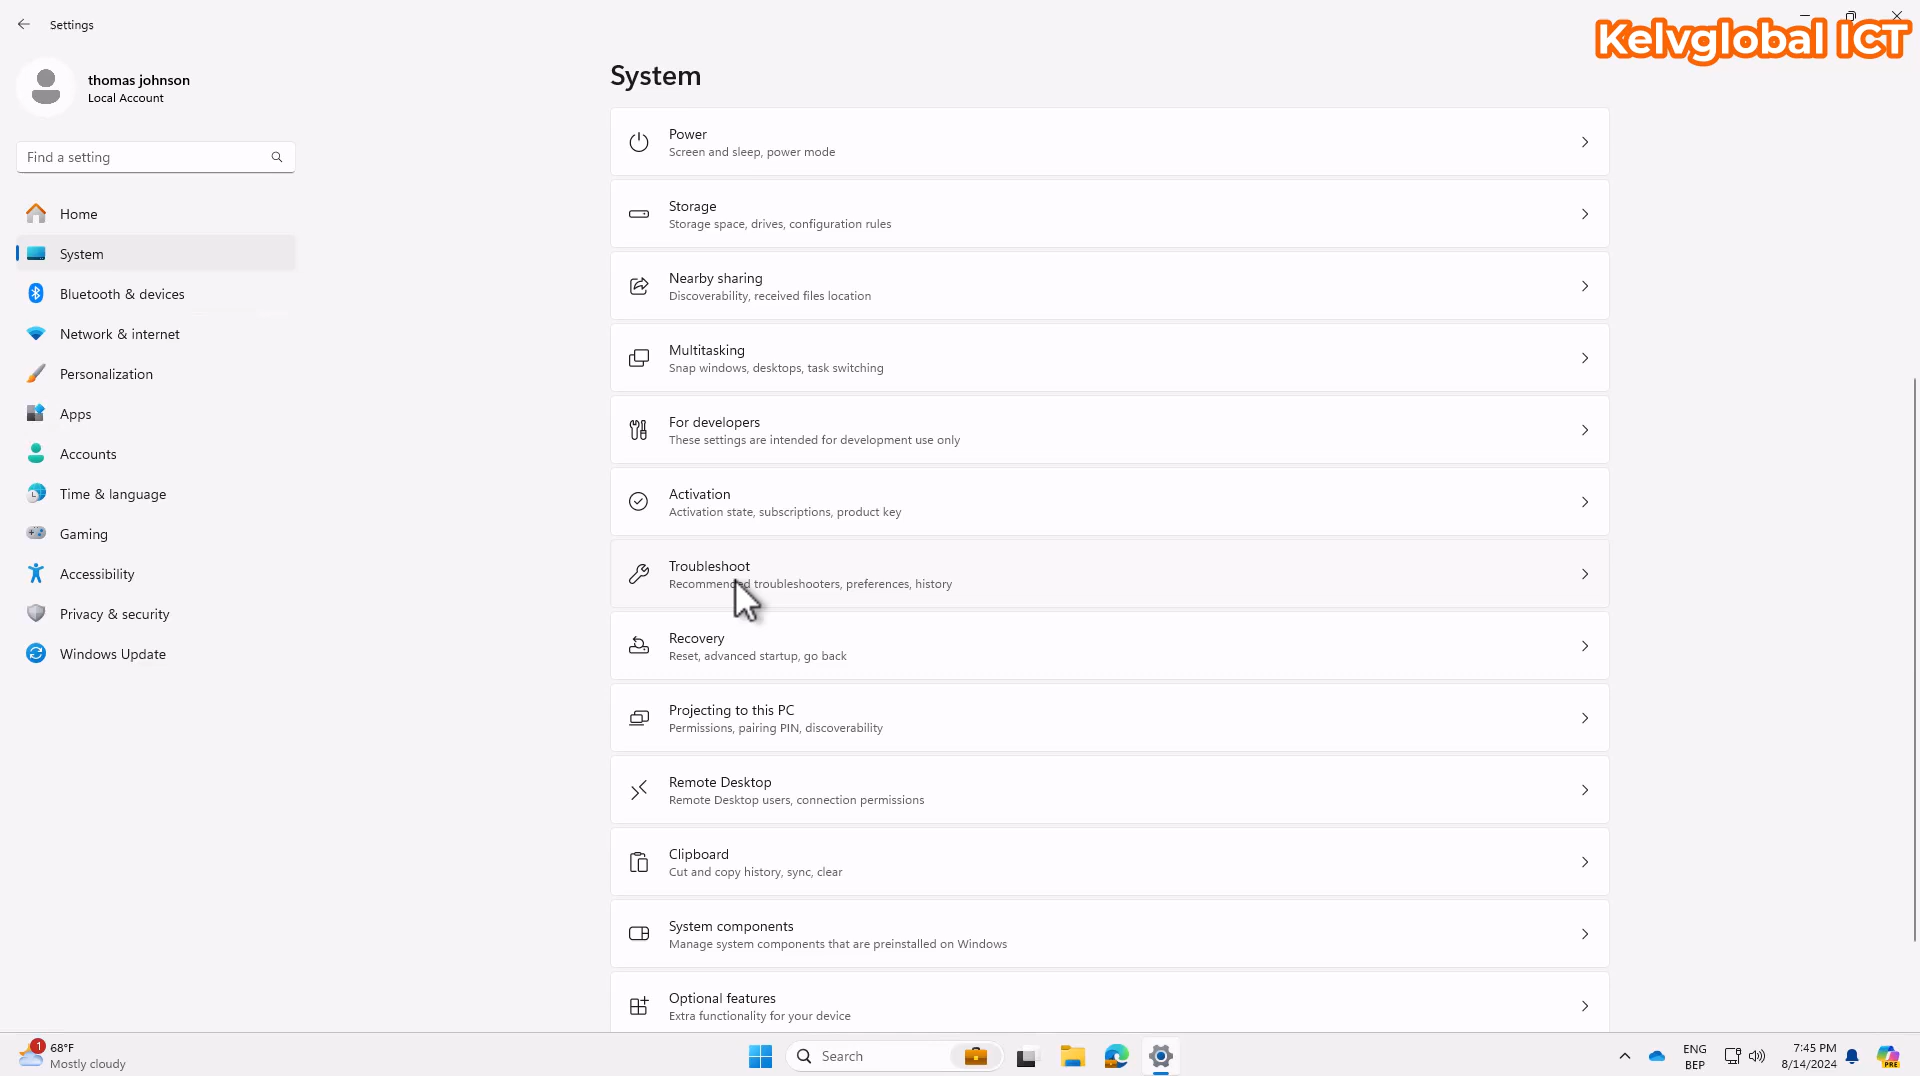 Settings
Kelvglobal ICT
thomas johnson
Local Account
Find a setting
Home
System
Bluetooth & devices
Network & internet
Personalization
Apps
Accounts
Time & language
Gaming
Accessibility
Privacy & security
Windows Update
System
Power
Screen and sleep, power mode
Storage
Storage space, drives, configuration rules
Nearby sharing
Discoverability, received files location
Multitasking
Snap windows, desktops, task switching
For developers
These settings are intended for development use only
Activation
Activation state, subscriptions, product key
Troubleshoot
Recommended troubleshooters, preferences, history
Recovery
Reset, advanced startup, go back
Projecting to this PC
Permissions, pairing PIN, discoverability
Remote Desktop
Remote Desktop users, connection permissions
Clipboard
Cut and copy history, sync, clear
System components
Manage system components that are preinstalled on Windows
Optional features
Extra functionality for your device
1
68°F
Mostly cloudy
Search
ENG
BEP
7:45 PM
8/14/2024
PRE